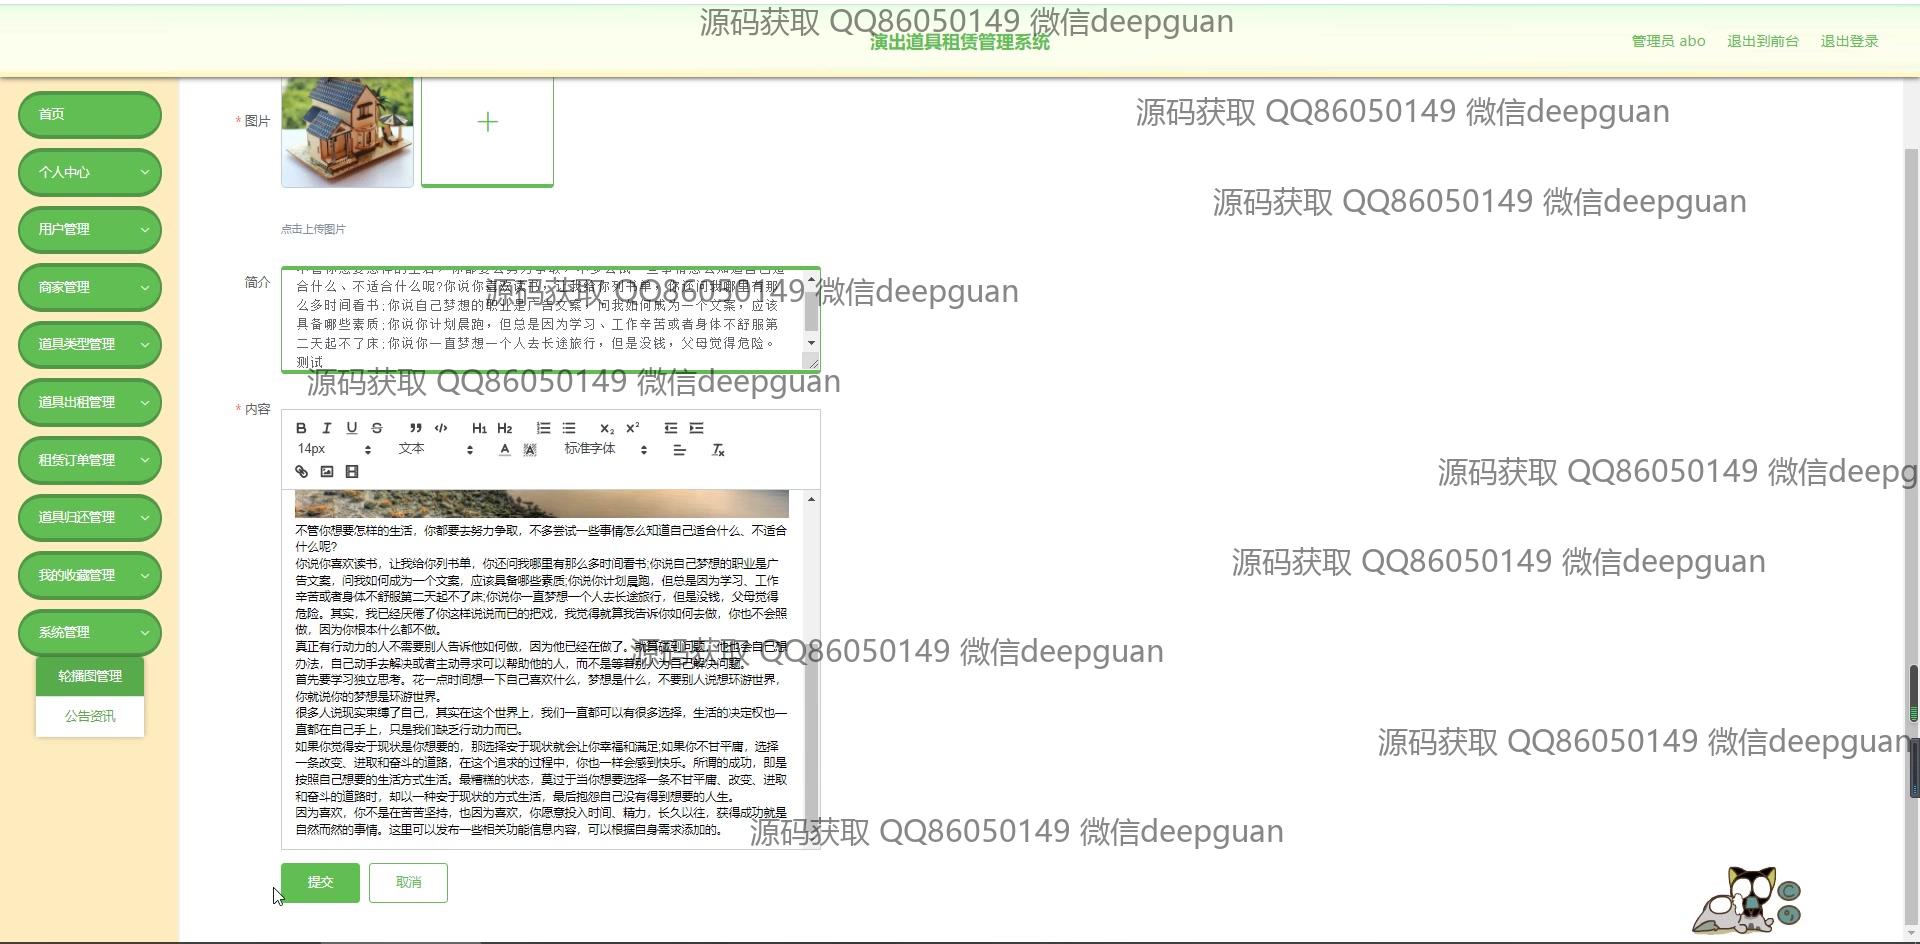 源码获取 QQ86050149 微信deepguan
演出道具租赁管理系统
管理员 abo 退出到前台 退出登录
首页
个人中心
用户管理
商家管理
道具类型管理
道具出租管理
租赁订单管理
道具归还管理
我的收藏管理
系统管理
轮播图管理
公告资讯
* 图片
源码获取 QQ86050149 微信deepguan
源码获取 QQ86050149 微信deepguan
点击上传图片
简介
合什么、不适合什么呢?你说你喜欢读书,让我给你列书单,你还问我哪里有那
么多时间看书;你说自己梦想的职业是广告文案,问我如何成为一个文案,应该
具备哪些素质;你说你计划晨跑,但总是因为学习、工作辛苦或者身体不舒服第
二天起不了床;你说你一直梦想一个人去长途旅行,但是没钱,父母觉得危险。
测试
源码获取 QQ86050149 微信deepguan
源码获取 QQ86050149 微信deepguan
* 内容
B I U S H1 H2
14px 文本 标准字体
源码获取 QQ86050149 微信deepg
不管你想要怎样的生活,你都要去努力争取,不多尝试一些事情怎么知道自己适合什么、不适合
什么呢?
你说你喜欢读书,让我给你列书单,你还问我哪里有那么多时间看书;你说自己梦想的职业是广
告文案,问我如何成为一个文案,应该具备哪些素质;你说你计划晨跑,但总是因为学习、工作
辛苦或者身体不舒服第二天起不了床;你说你一直梦想一个人去长途旅行,但是没钱,父母觉得
危险。其实,我已经厌倦了你这样说说而已的把戏,我觉得就算我告诉你如何去做,你也不会照
做,因为你根本什么都不做。
真正有行动力的人不需要别人告诉他如何做,因为他已经在做了。就算碰到问题,他也会自己想
办法,自己动手去解决或者主动寻求可以帮助他的人,而不是等着别人为自己解决问题。
首先要学习独立思考。花一点时间想一下自己喜欢什么,梦想是什么,不要别人说想环游世界,
你就说你的梦想是环游世界。
很多人说现实束缚了自己,其实在这个世界上,我们一直都可以有很多选择,生活的决定权也一
直都在自己手上,只是我们缺乏行动力而已。
如果你觉得安于现状是你想要的,那选择安于现状就会让你幸福和满足;如果你不甘平庸,选择
一条改变、进取和奋斗的道路,在这个追求的过程中,你也一样会感到快乐。所谓的成功,即是
按照自己想要的生活方式生活。最糟糕的状态,莫过于当你想要选择一条不甘平庸、改变、进取
和奋斗的道路时,却以一种安于现状的方式生活,最后抱怨自己没有得到想要的人生。
因为喜欢,你不是在苦苦坚持,也因为喜欢,你愿意投入时间、精力,长久以往,获得成功就是
自然而然的事情。这里可以发布一些相关功能信息内容,可以根据自身需求添加的。
源码获取 QQ86050149 微信deepguan
源码获取 QQ86050149 微信deepguan
源码获取 QQ86050149 微信deepguan
源码获取 QQ86050149 微信deepguan
提交 取消